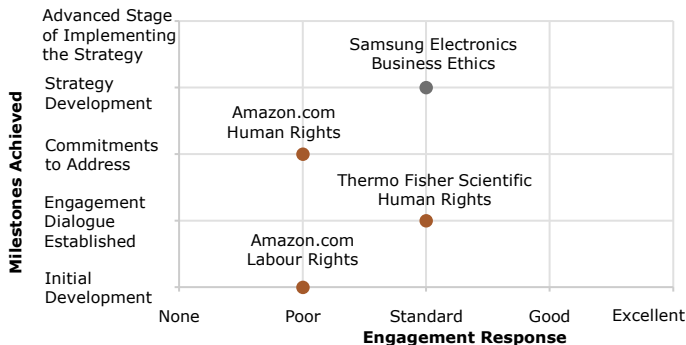 Milestones Achieved
Advanced Stage
of Implementing
the Strategy
Strategy
Development
Commitments
to Address
Engagement
Dialogue
Established
Initial
Development
Samsung Electronics
Business Ethics
Amazon.com
Human Rights
Thermo Fisher Scientific
Human Rights
Amazon.com
Labour Rights
None
Poor
Standard
Good
Excellent
Engagement Response